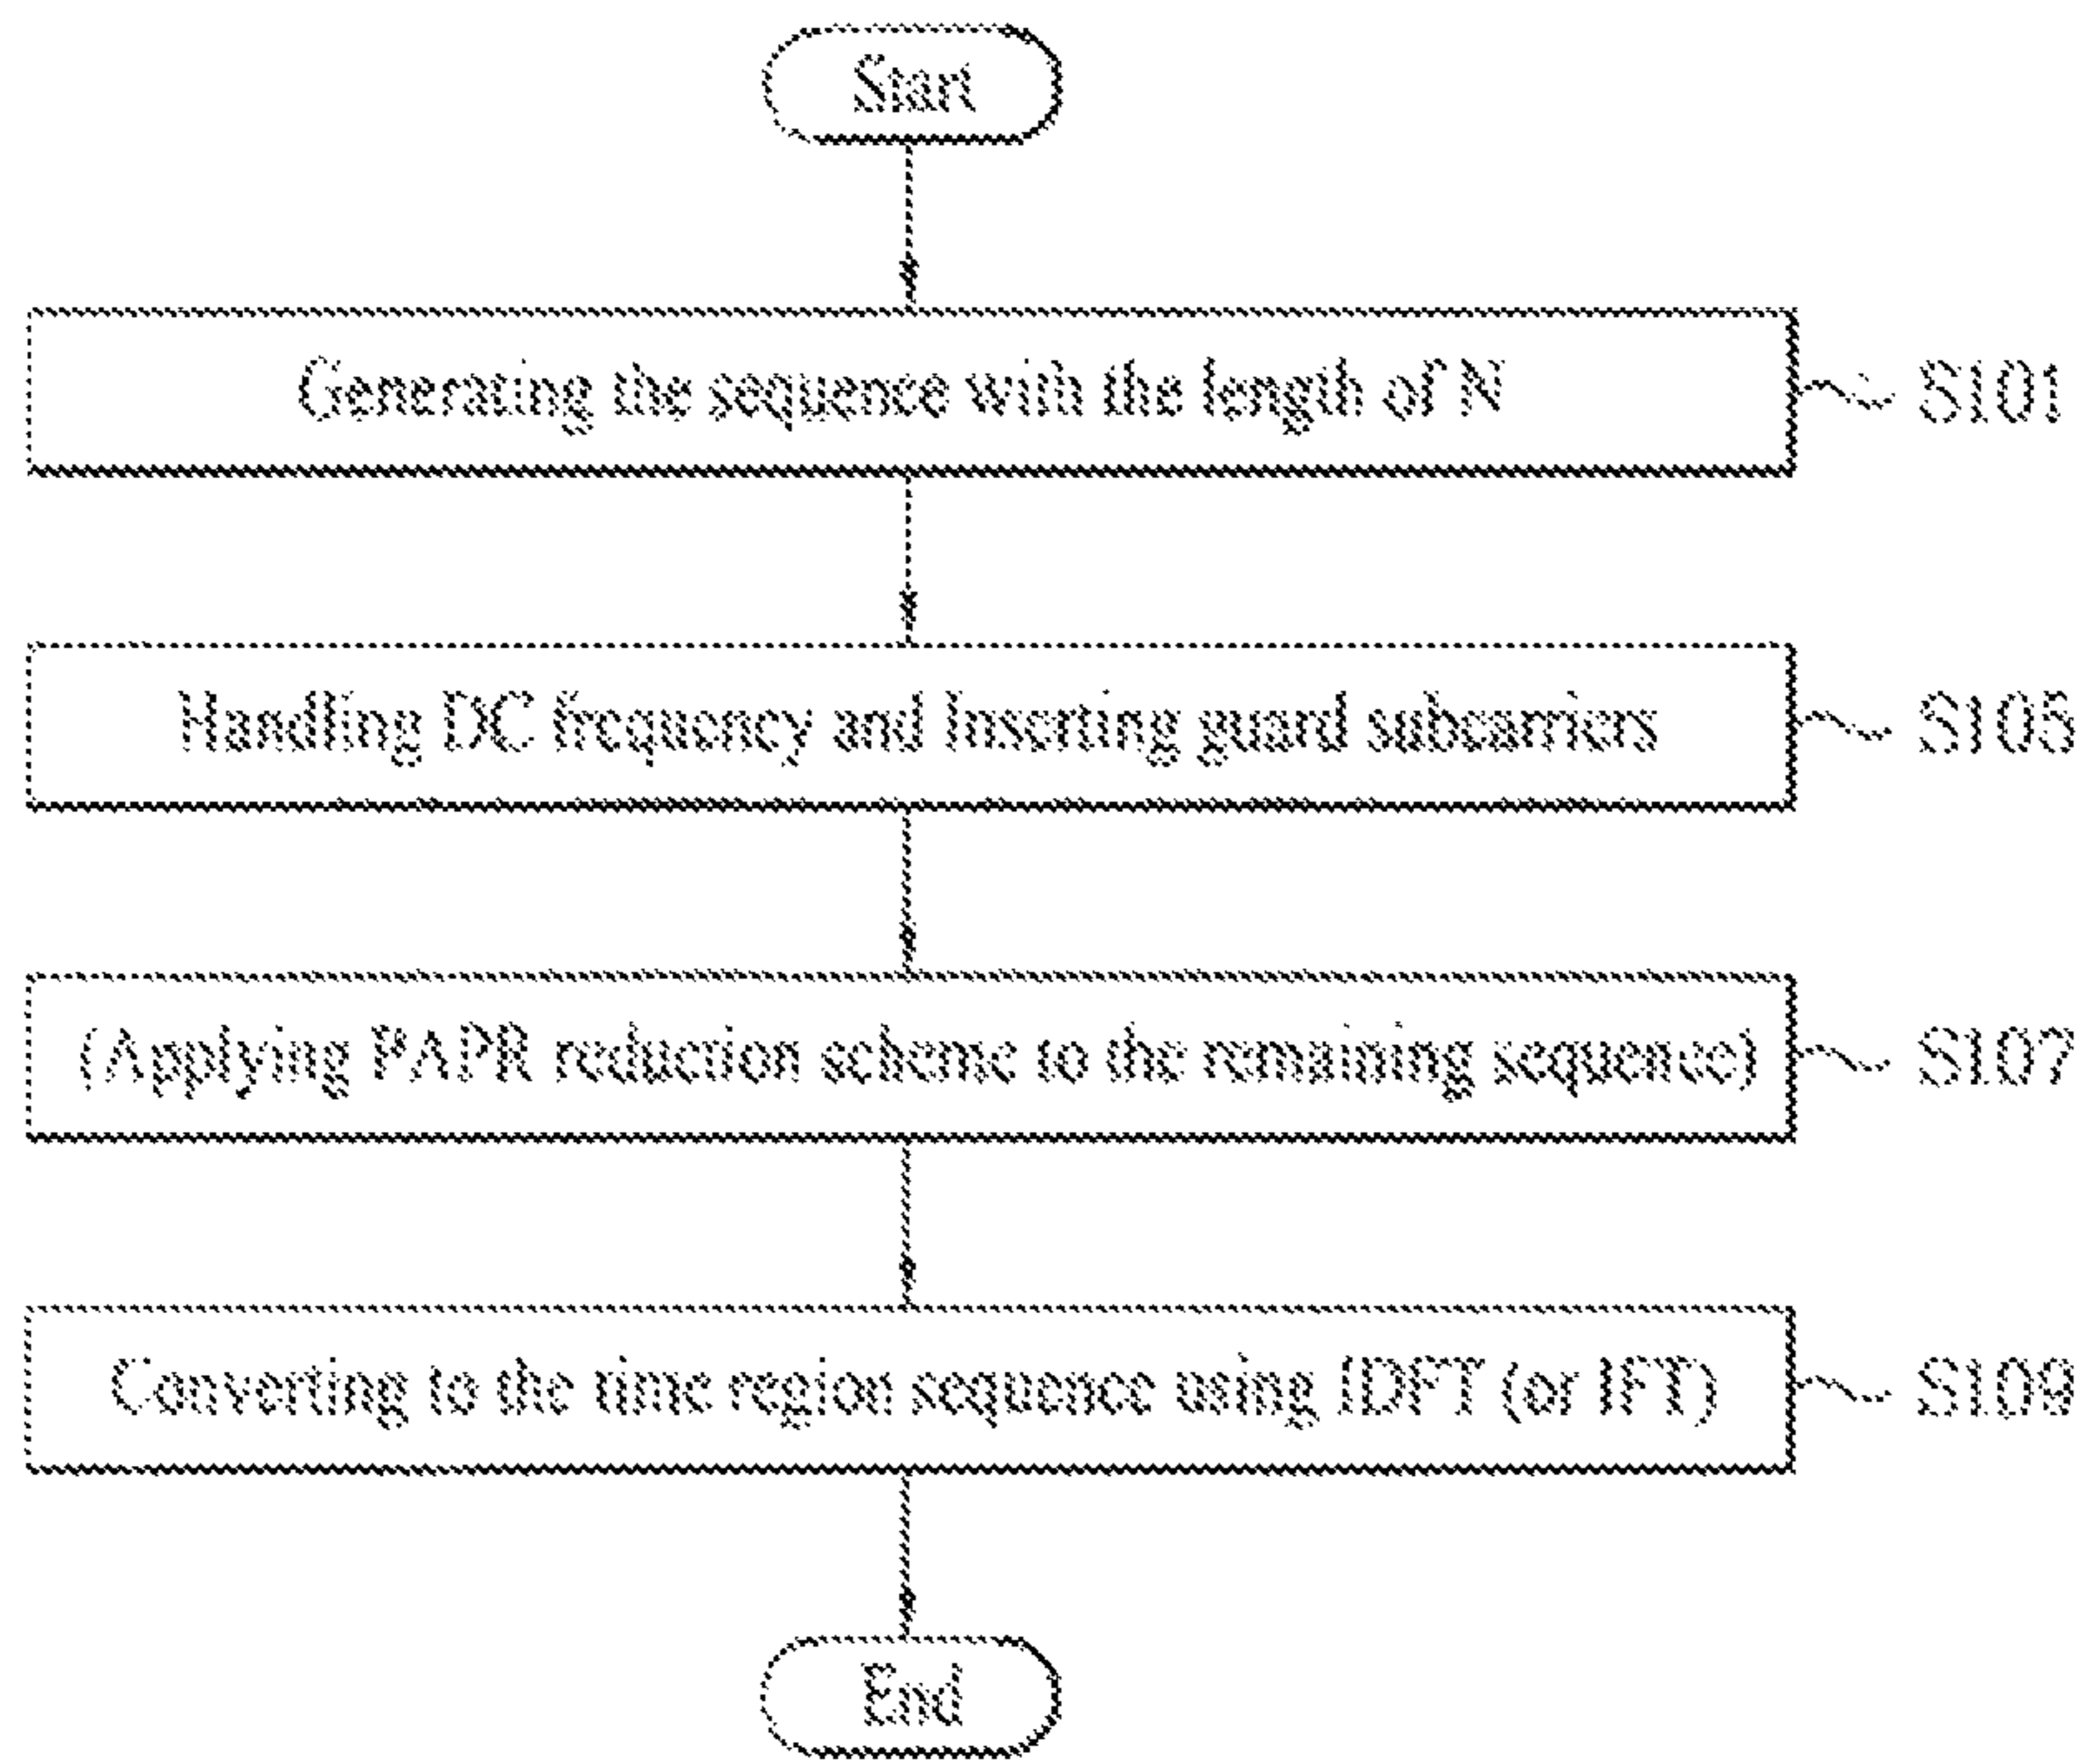 Start
Generating the sequence with the length of N
S101
Handling DC frequency and Inserting guard subcarriers
S105
(Applying PAPR reduction scheme to the remaining sequence)
S107
Converting to the time region sequence using IDFT (or IFT)
S109
End